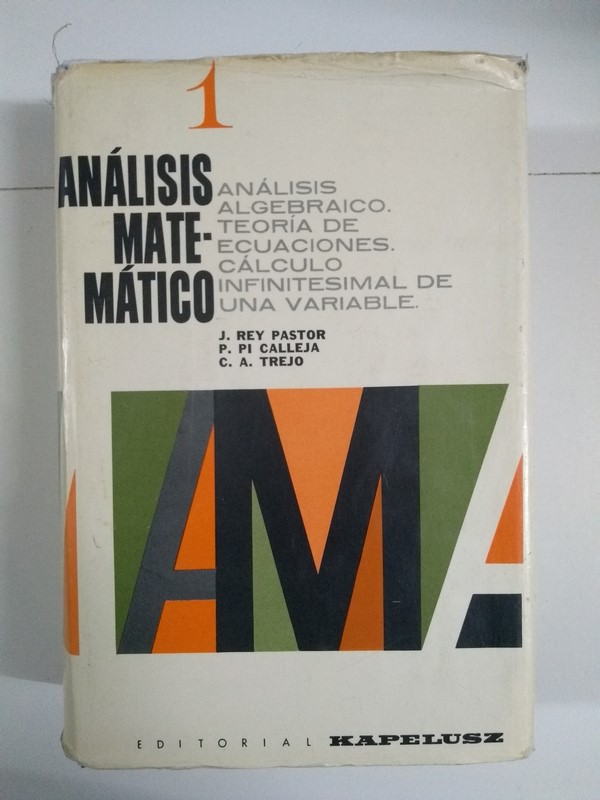 1
ANÁLISIS
MATE-
MÁTICO
ANÁLISIS
ALGEBRAICO.
TEORÍA DE
ECUACIONES.
CÁLCULO
INFINITESIMAL DE
UNA VARIABLE.
J. REY PASTOR
P. PI CALLEJA
C. A. TREJO
AMA
EDITORIAL KAPELUSZ